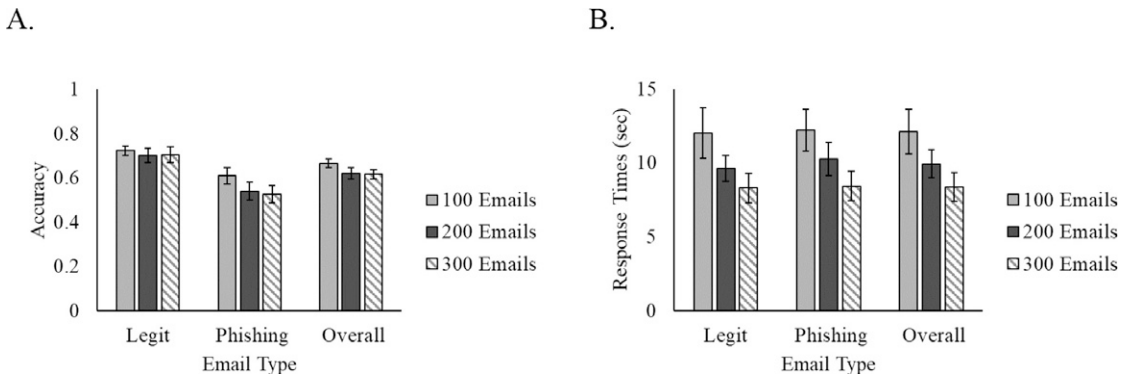 A.
1
0.8
0.6
0.4
0.2
0
Accuracy
Legit Phishing Overall
Email Type
100 Emails
200 Emails
300 Emails
B.
15
10
5
0
Response Times (sec)
Legit Phishing Overall
Email Type
100 Emails
200 Emails
300 Emails